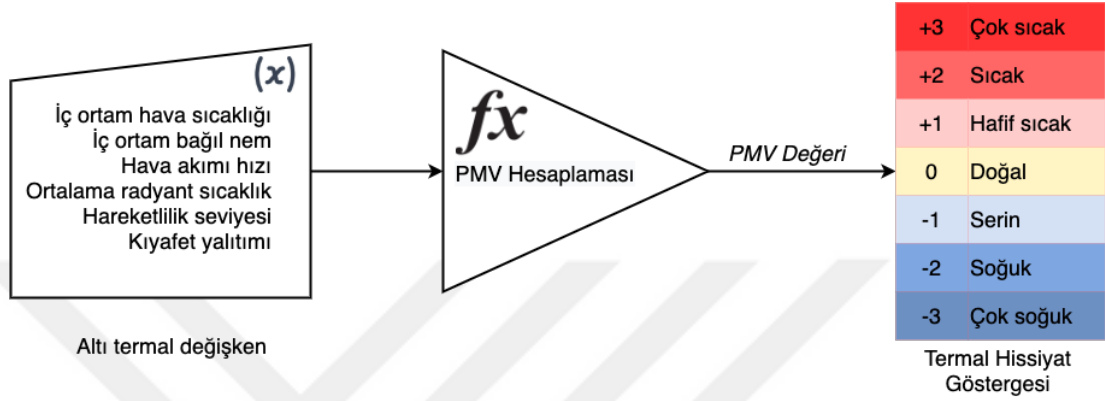 (x)
İç ortam hava sıcaklığı
İç ortam bağıl nem
Hava akımı hızı
Ortalama radyant sıcaklık
Hareketlilik seviyesi
Kıyafet yalıtımı
Altı termal değişken
fx
PMV Hesaplaması
PMV Değeri
+3 Çok sıcak
+2 Sıcak
+1 Hafif sıcak
0 Doğal
-1 Serin
-2 Soğuk
-3 Çok soğuk
Termal Hissiyat
Göstergesi